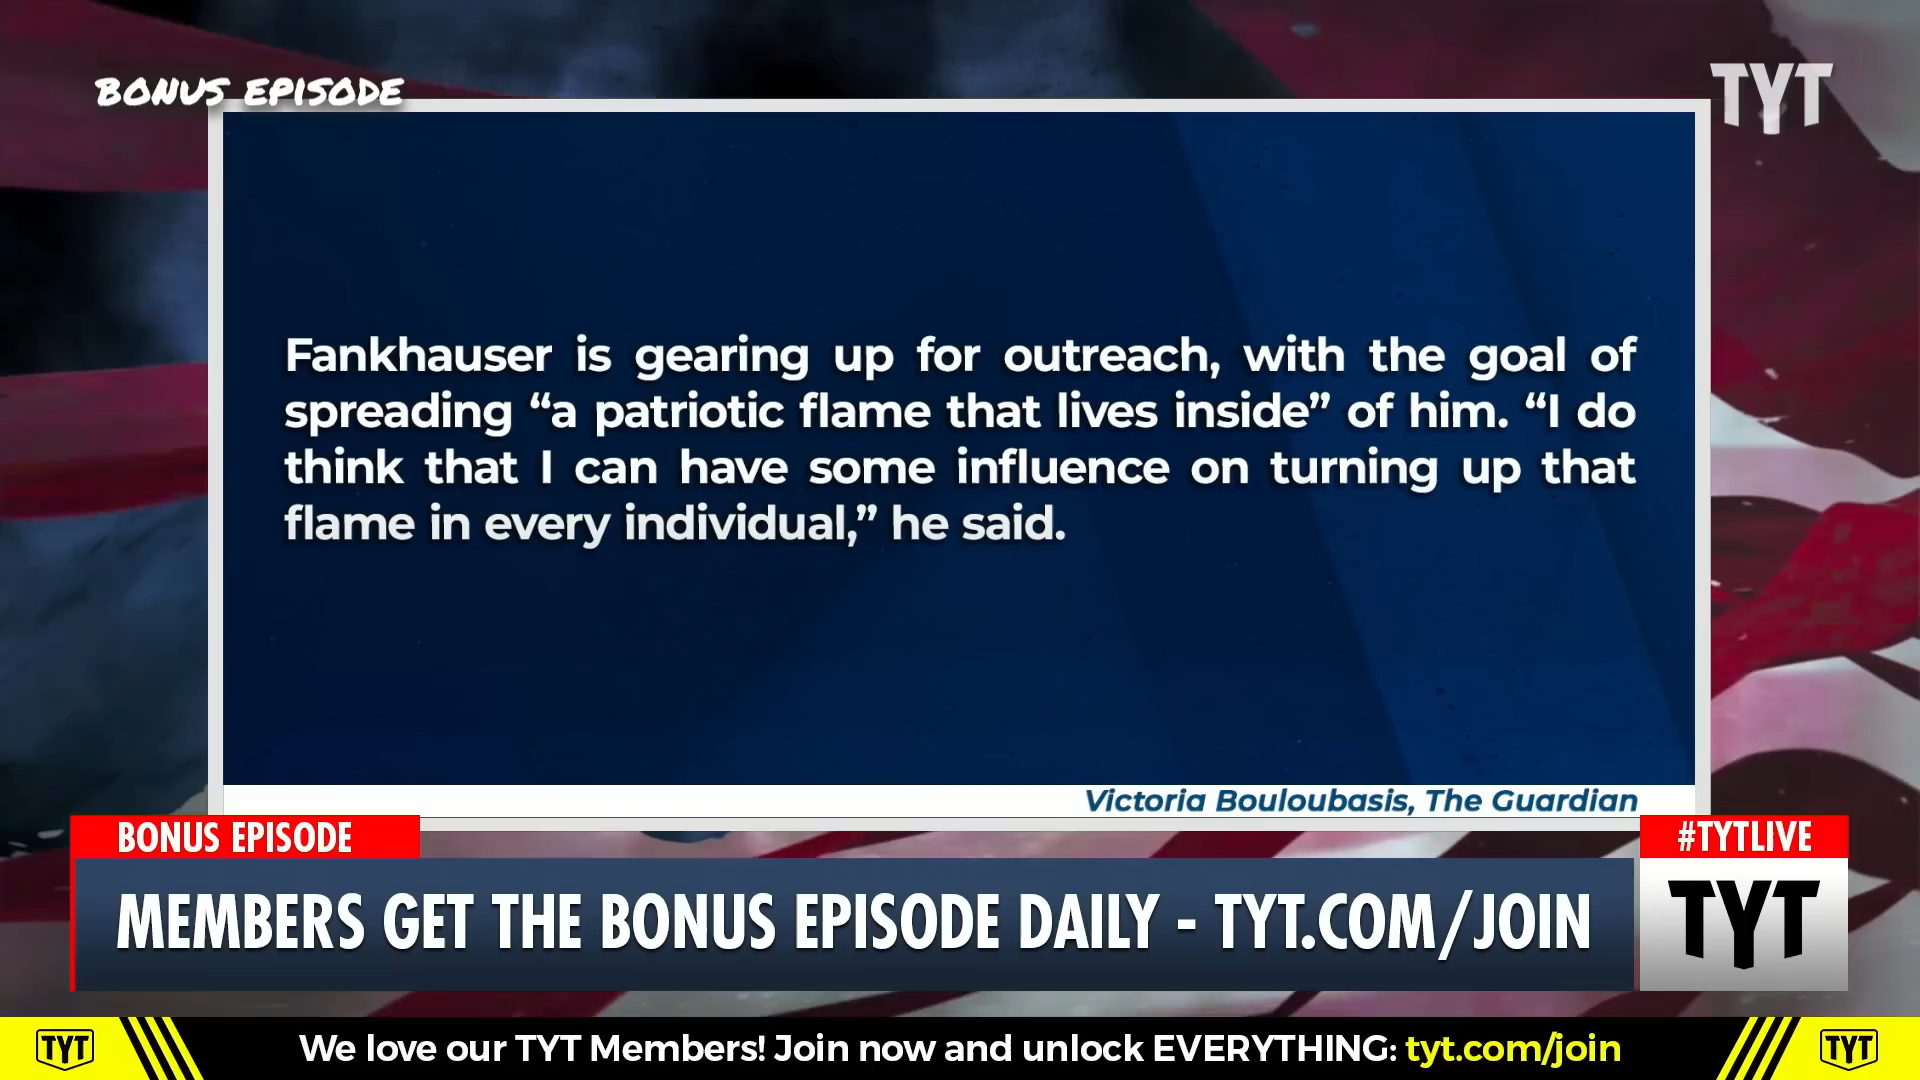 BONUS EPISODE
TYT
Fankhauser is gearing up for outreach, with the goal of
spreading “a patriotic flame that lives inside” of him. “I do
think that I can have some influence on turning up that
flame in every individual,” he said.
Victoria Bouloubasis, The Guardian
BONUS EPISODE
#TYTLIVE
MEMBERS GET THE BONUS EPISODE DAILY - TYT.COM/JOIN
TYT
TYT
We love our TYT Members! Join now and unlock EVERYTHING: tyt.com/join
TYT